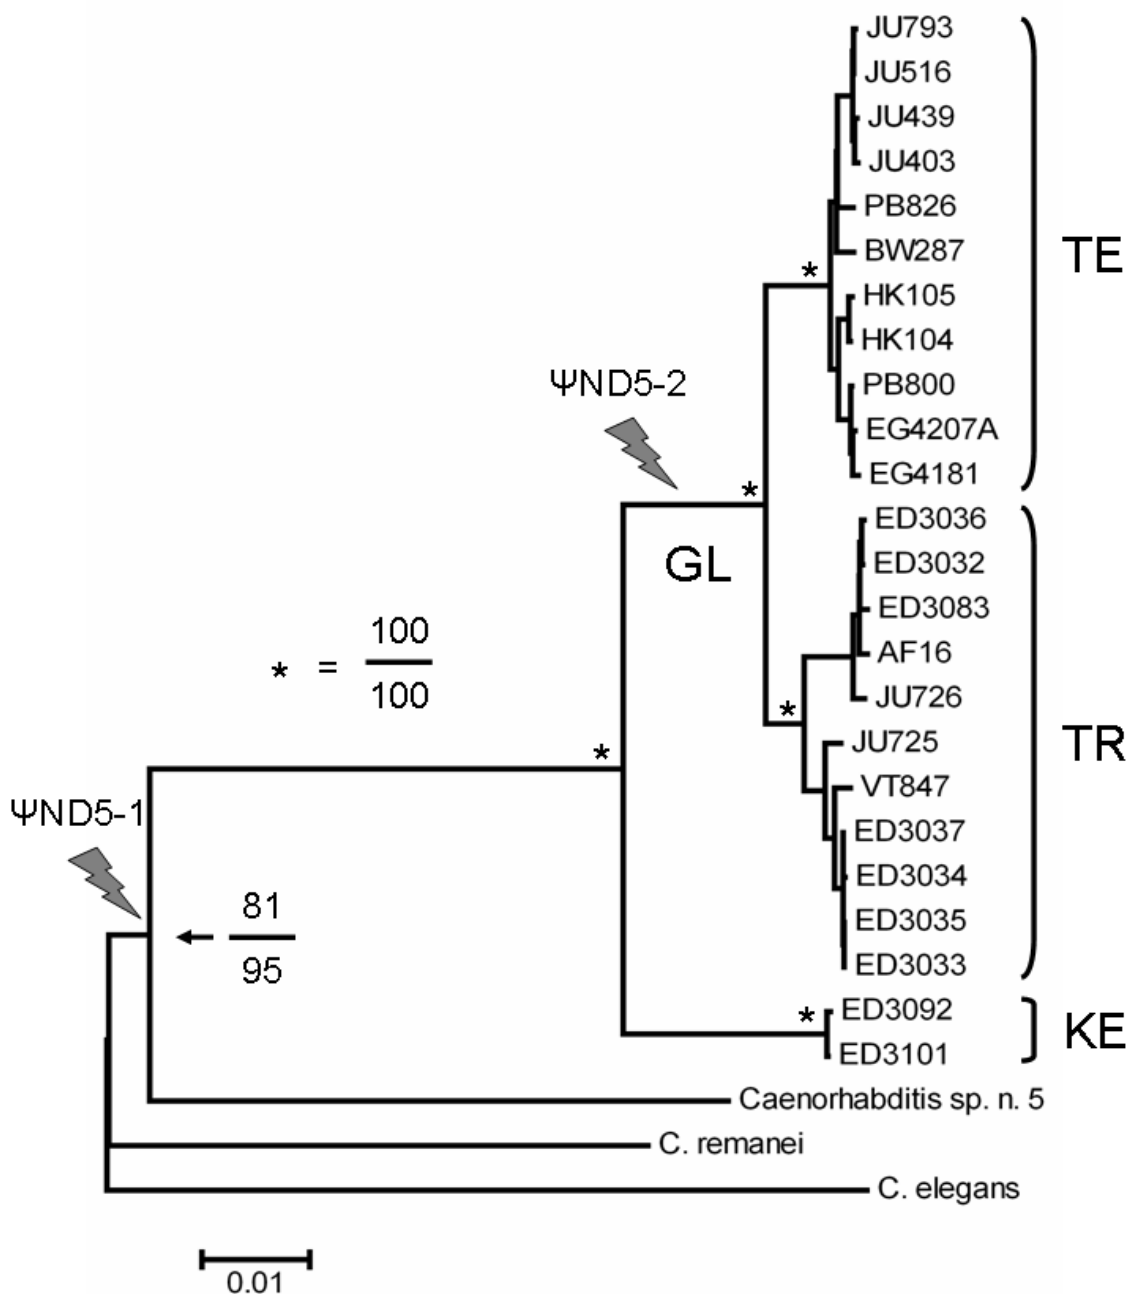 JU793
JU516
JU439
JU403
PB826
BW287
HK105
HK104
PB800
EG4207A
EG4181
TE
ΨND5-2
*
*
GL
ED3036
ED3032
ED3083
AF16
JU726
JU725
VT847
ED3037
ED3034
ED3035
ED3033
TR
*
* = 100
100
*
ΨND5-1
81
95
*
ED3092
ED3101
KE
Caenorhabditis sp. n. 5
C. remanei
C. elegans
0.01